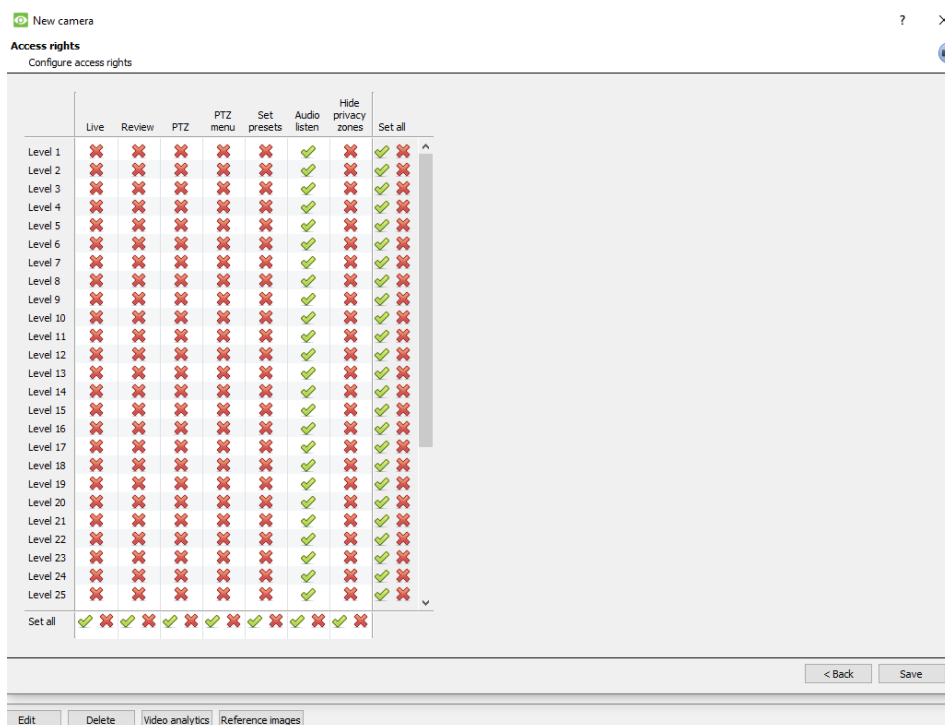 New camera ?
Access rights
Configure access rights
Live Review PTZ PTZ menu Set presets Audio listen Hide privacy zones Set all
Level 1
Level 2
Level 3
Level 4
Level 5
Level 6
Level 7
Level 8
Level 9
Level 10
Level 11
Level 12
Level 13
Level 14
Level 15
Level 16
Level 17
Level 18
Level 19
Level 20
Level 21
Level 22
Level 23
Level 24
Level 25
Set all
< Back Save
Edit Delete Video analytics Reference images